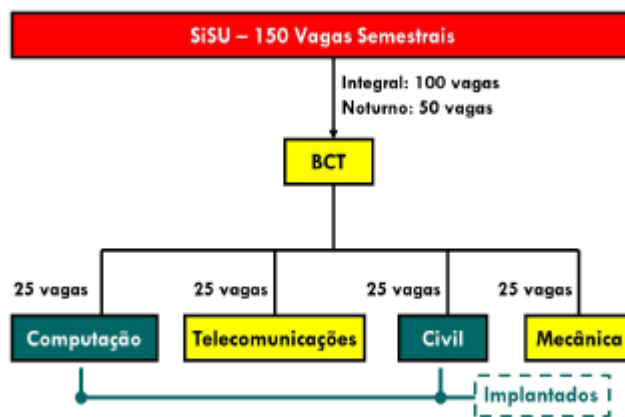 SiSU – 150 Vagas Semestrais
Integral: 100 vagas
Noturno: 50 vagas
BCT
25 vagas
25 vagas
25 vagas
25 vagas
Computação
Telecomunicações
Civil
Mecânica
Implantados